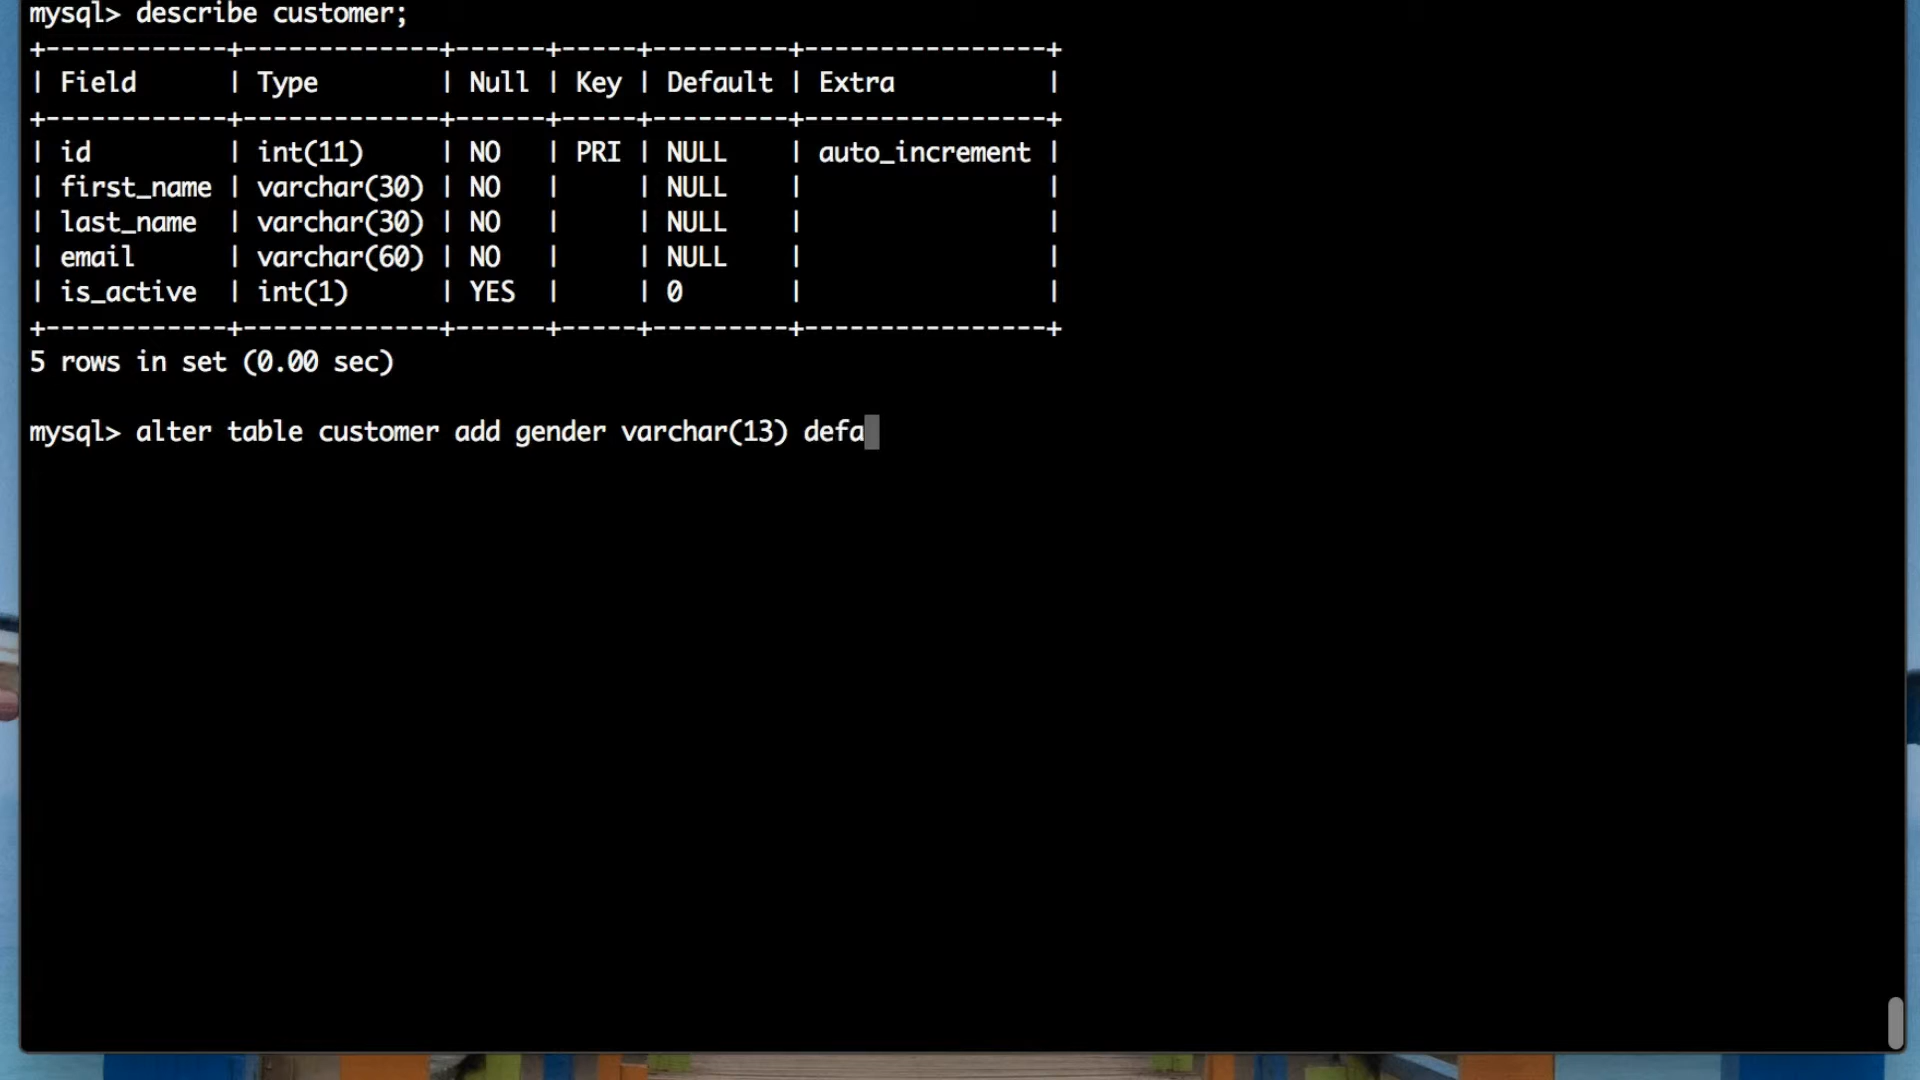 mysql> describe customer;
+------------+-------------+------+-----+---------+----------------+
| Field      | Type        | Null | Key | Default | Extra          |
+------------+-------------+------+-----+---------+----------------+
| id         | int(11)     | NO   | PRI | NULL    | auto_increment |
| first_name | varchar(30) | NO   |     | NULL    |                |
| last_name  | varchar(30) | NO   |     | NULL    |                |
| email      | varchar(60) | NO   |     | NULL    |                |
| is_active  | int(1)      | YES  |     | 0       |                |
+------------+-------------+------+-----+---------+----------------+
5 rows in set (0.00 sec)
mysql> alter table customer add gender varchar(13) defa